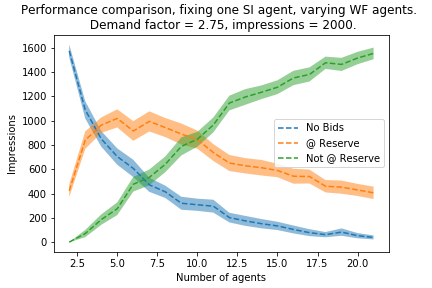 Performance comparison, fixing one SI agent, varying WF agents.
Demand factor = 2.75, impressions = 2000.
Impressions
1600
1400
1200
1000
800
600
400
200
0
No Bids
@ Reserve
Not @ Reserve
2.5 5.0 7.5 10.0 12.5 15.0 17.5 20.0
Number of agents